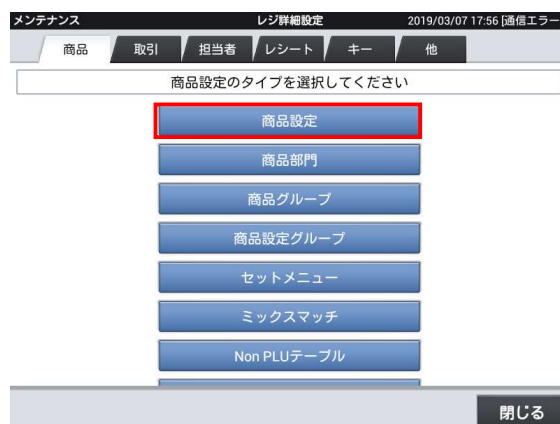 メンテナンス レジ詳細設定 2019/03/07 17:56 [通信エラー
商品 取引 担当者 レシート キー 他
商品設定のタイプを選択してください
商品設定
商品部門
商品グループ
商品設定グループ
セットメニュー
ミックスマッチ
Non PLUテーブル
閉じる